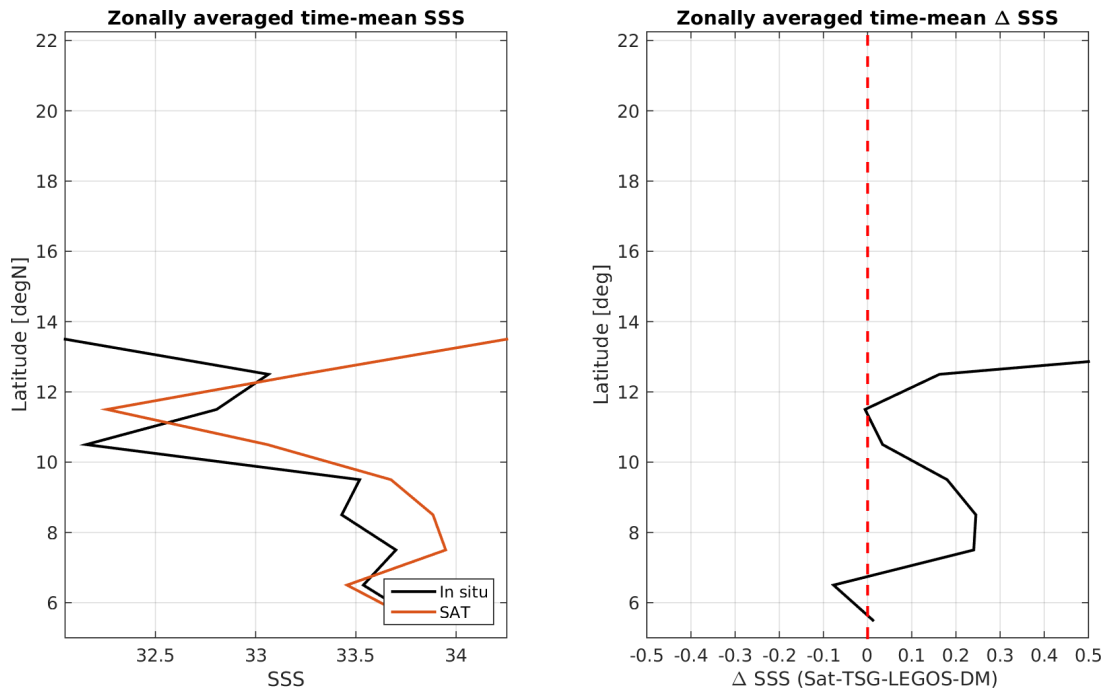 Zonally averaged time-mean SSS
22
20
18
16
14
12
10
8
6
Latitude [degN]
32.5 33 33.5 34
SSS
In situ
SAT
Zonally averaged time-mean Δ SSS
22
20
18
16
14
12
10
8
6
Latitude [deg]
-0.5 -0.4 -0.3 -0.2 -0.1 0 0.1 0.2 0.3 0.4 0.5
Δ SSS (Sat-TSG-LEGOS-DM)